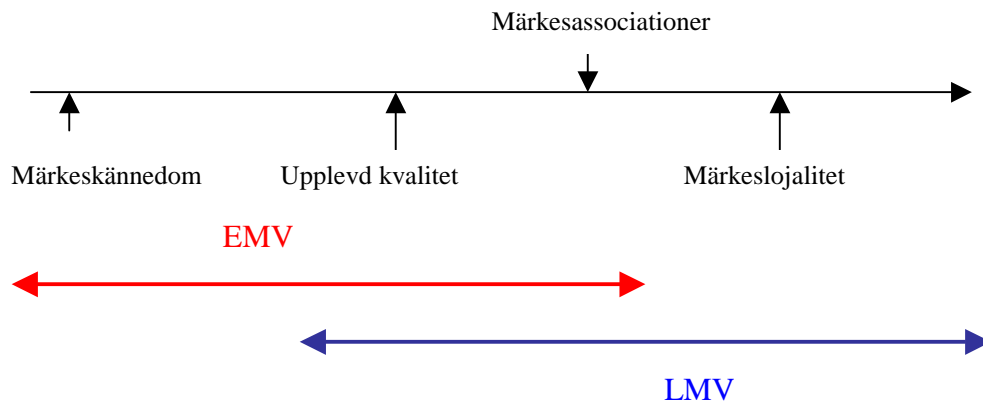 Märkesassociationer
Märkeskännedom
Upplevd kvalitet
Märkeslojalitet
EMV
LMV